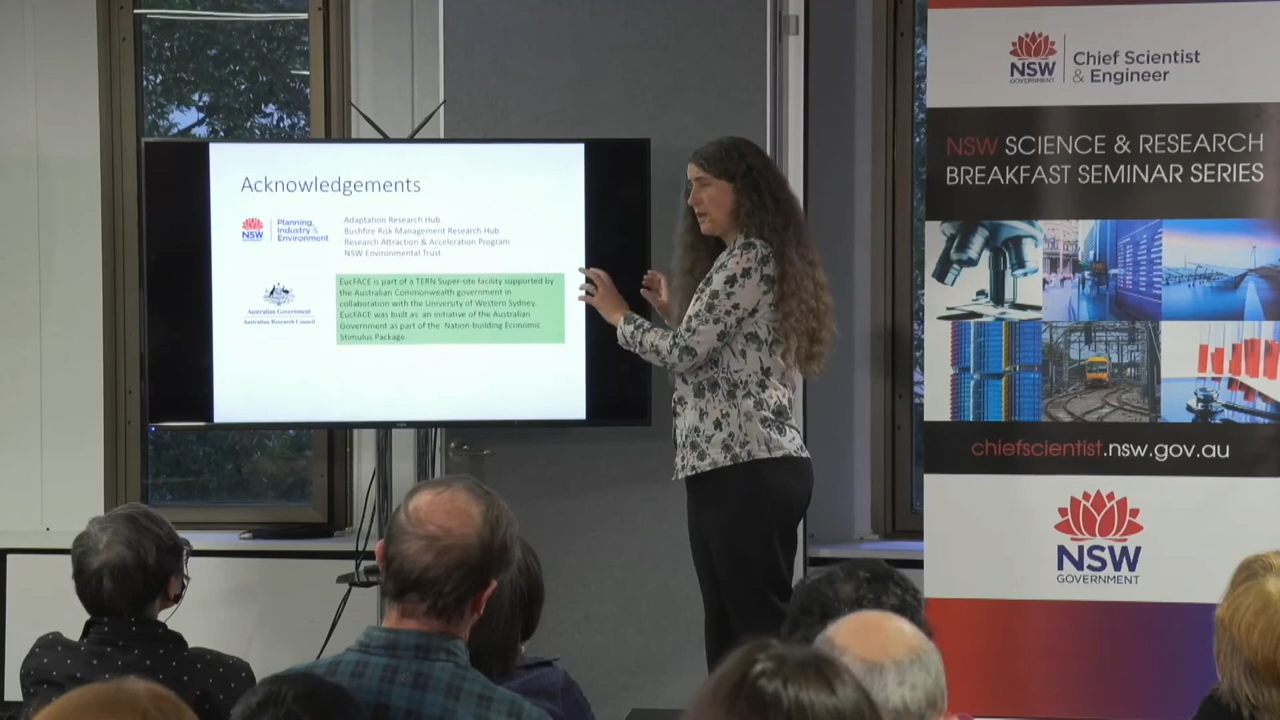 Acknowledgements
NSW
GOVERNMENT
Planning,
Industry &
Environment
Adaptation Research Hub
Bushfire Risk Management Research Hub
Research Attraction & Acceleration Program
NSW Environmental Trust
Australian Government
Australian Research Council
EucFACE is part of a TERN Super-site facility supported by
the Australian Commonwealth government in
collaboration with the University of Western Sydney.
EucFACE was built as an initiative of the Australian
Government as part of the Nation-building Economic
Stimulus Package
NSW
GOVERNMENT
Chief Scientist
& Engineer
NSW SCIENCE & RESEARCH
BREAKFAST SEMINAR SERIES
chiefscientist.nsw.gov.au
NSW
GOVERNMENT